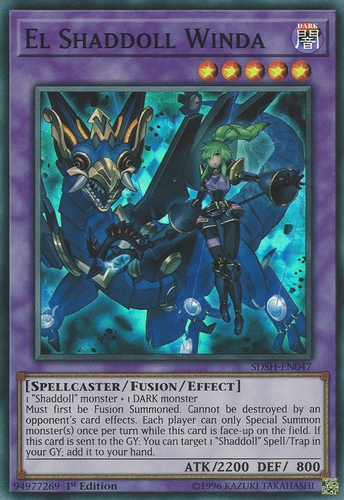 El Shaddoll Winda
DARK
闇
SDSH-EN047
[Spellcaster/Fusion/Effect]
1 "Shaddoll" monster + 1 DARK monster
Must first be Fusion Summoned. Cannot be destroyed by an
opponent's card effects. Each player can only Special Summon
monster(s) once per turn while this card is face-up on the field. If
this card is sent to the GY: You can target 1 "Shaddoll" Spell/Trap in
your GY; add it to your hand.
ATK/2200 DEF/ 800
94977269 1st Edition ©1996 KAZUKI TAKAHASHI